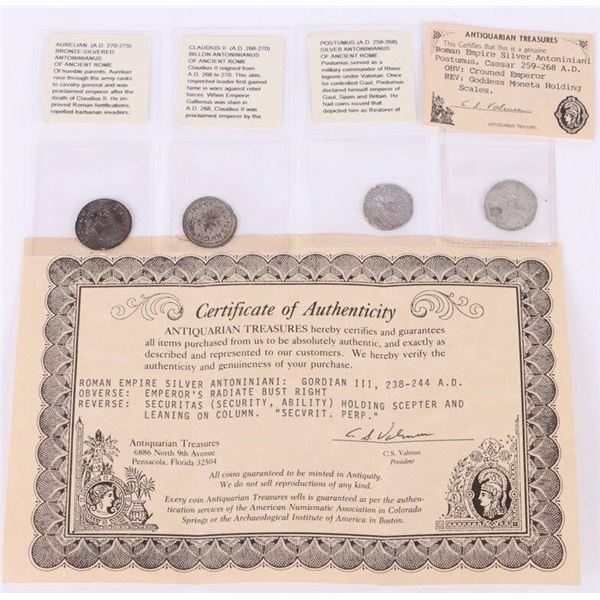 AURELIAN (A.D. 270-275)
BRONZE-SILVERED
ANTONINIANUS
OF ANCIENT ROME
Of humble parents, Aurelian
rose through the army ranks
to cavalry general and was
proclaimed emperor after the
death of Claudius II. He im
proved Roman fortifications
repelled barbarian invaders.
CLAUDIUS II (A.D. 268-270)
BILLON ANTONINIANUS
OF ANCIENT ROME
Claudius II reigned from
A.D. 268 to 270. This able,
respected leader first gained
fame in wars against rebel
forces. When Emperor
Gallienus was slain in
A.D. 268, Claudius II was
proclaimed emperor by the
POSTUMUS (A.D. 259-268)
SILVER ANTONINIANUS
OF ANCIENT ROME
Postumus served as a
military commander of Rhine
legions under Valerian. Once
in control of Gaul, Postumus
declared himself emperor of
Gaul, Spain and Britain. He
had coins issued that
depicted him as Restorer of
ANTIQUARIAN TREASURES
This Certifies that this is a genuine
Roman Empire Silver Antoniniani
Postumus, Caesar 259-268 A.D.
OBV: Crowned Emperor
REV: Goddess Moneta Holding
Scales.
C.S. Valmus
ANTIQUARIAN TREASURES
Certificate of Authenticity
ANTIQUARIAN TREASURES hereby certifies and guarantees
all items purchased from us to be absolutely authentic, and exactly as
described and represented to our customers. We hereby verify the
authenticity and genuineness of your purchase.
ROMAN EMPIRE SILVER ANTONINIANI: GORDIAN III, 238-244 A.D.
OBVERSE: EMPEROR'S RADIATE BUST RIGHT
REVERSE: SECURITAS (SECURITY, ABILITY) HOLDING SCEPTER AND
LEANING ON COLUMN. "SECVRIT. PERP."
C.S. Valmus
Antiquarian Treasures
6886 North 9th Avenue
Pensacola, Florida 32504
C.S. Valmus
President
All coins guaranteed to be minted in Antiquity.
We do not sell reproductions of any kind.
Every coin Antiquarian Treasures sells is guaranteed as per the authen-
tication services of the American Numismatic Association in Colorado
Springs or the Archaeological Institute of America in Boston.